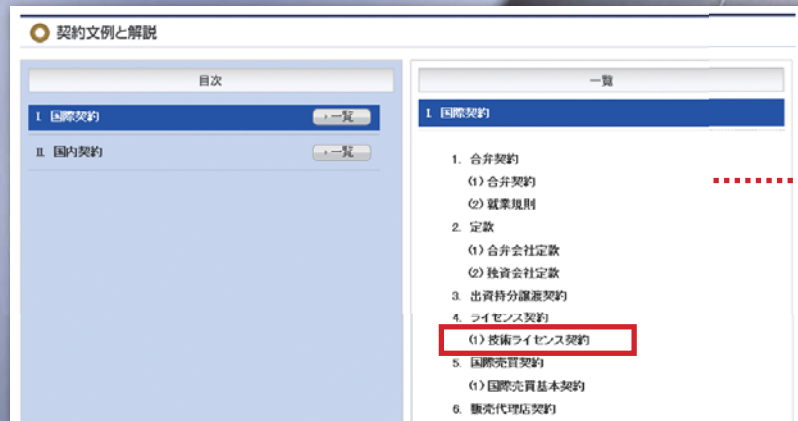 契約文例と解説
目次
I. 国際契約
→一覧
II. 国内契約
→一覧
一覧
I. 国際契約
1. 合弁契約
(1) 合弁契約
(2) 就業規則
2. 定款
(1) 合弁会社定款
(2) 独資会社定款
3. 出資持分譲渡契約
4. ライセンス契約
(1) 技術ライセンス契約
5. 国際売買契約
(1) 国際売買基本契約
6. 販売代理店契約